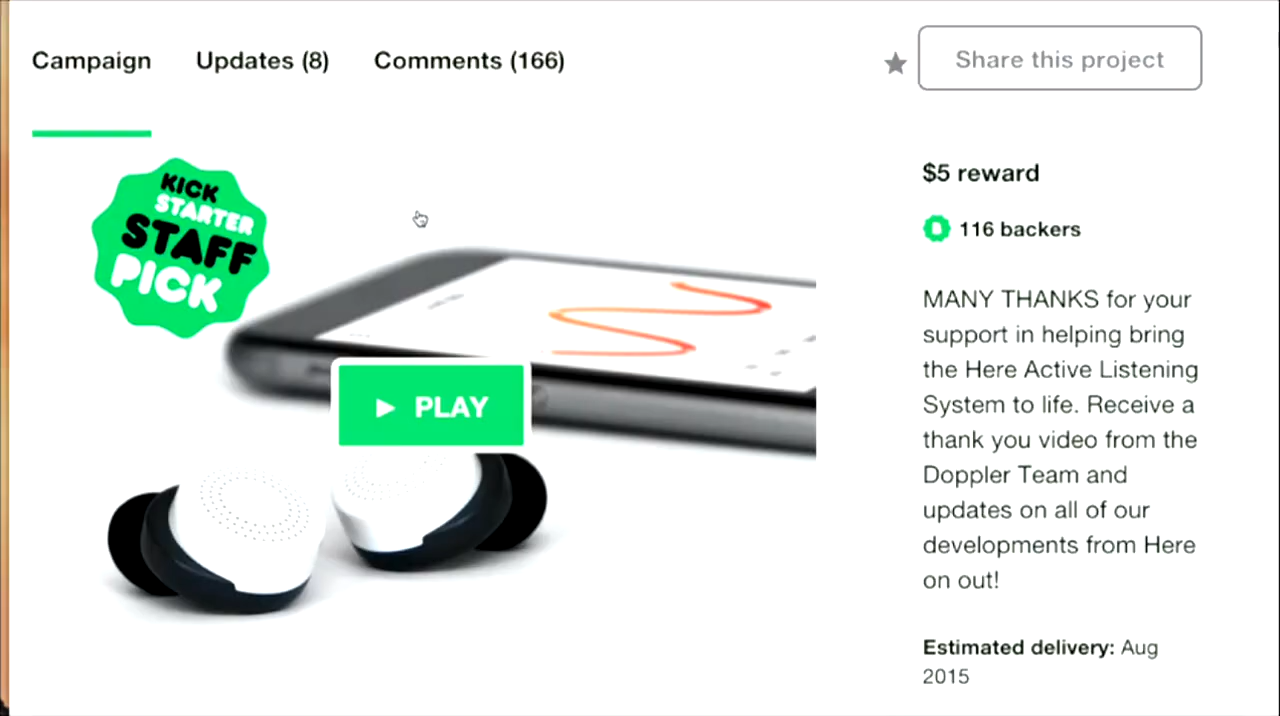 Campaign Updates (8) Comments (166)
Share this project
KICK
STARTER
STAFF
PICK
PLAY
$5 reward
116 backers
MANY THANKS for your
support in helping bring
the Here Active Listening
System to life. Receive a
thank you video from the
Doppler Team and
updates on all of our
developments from Here
on out!
Estimated delivery: Aug
2015